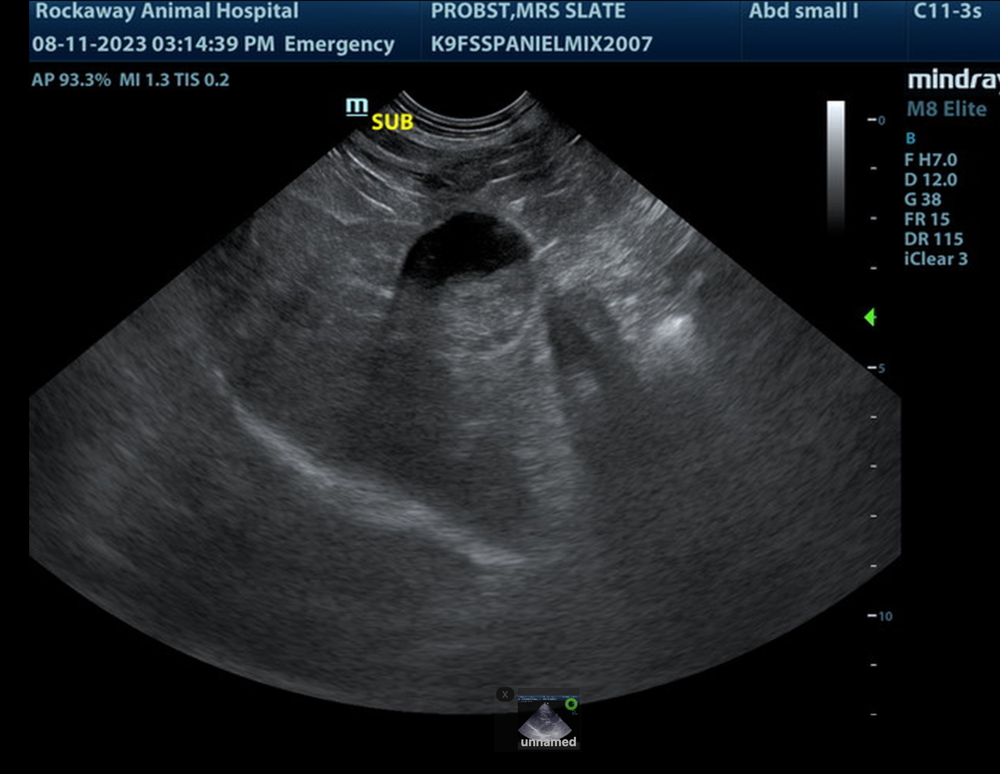 Rockaway Animal Hospital
PROBST,MRS SLATE
Abd small I
C11-3s
08-11-2023 03:14:39 PM Emergency
K9FSSPANIELMIX2007
AP 93.3% MI 1.3 TIS 0.2
mindray
M8 Elite
m
SUB
B
F H7.0
D 12.0
G 38
FR 15
DR 115
iClear 3
0
5
10
X
unnamed